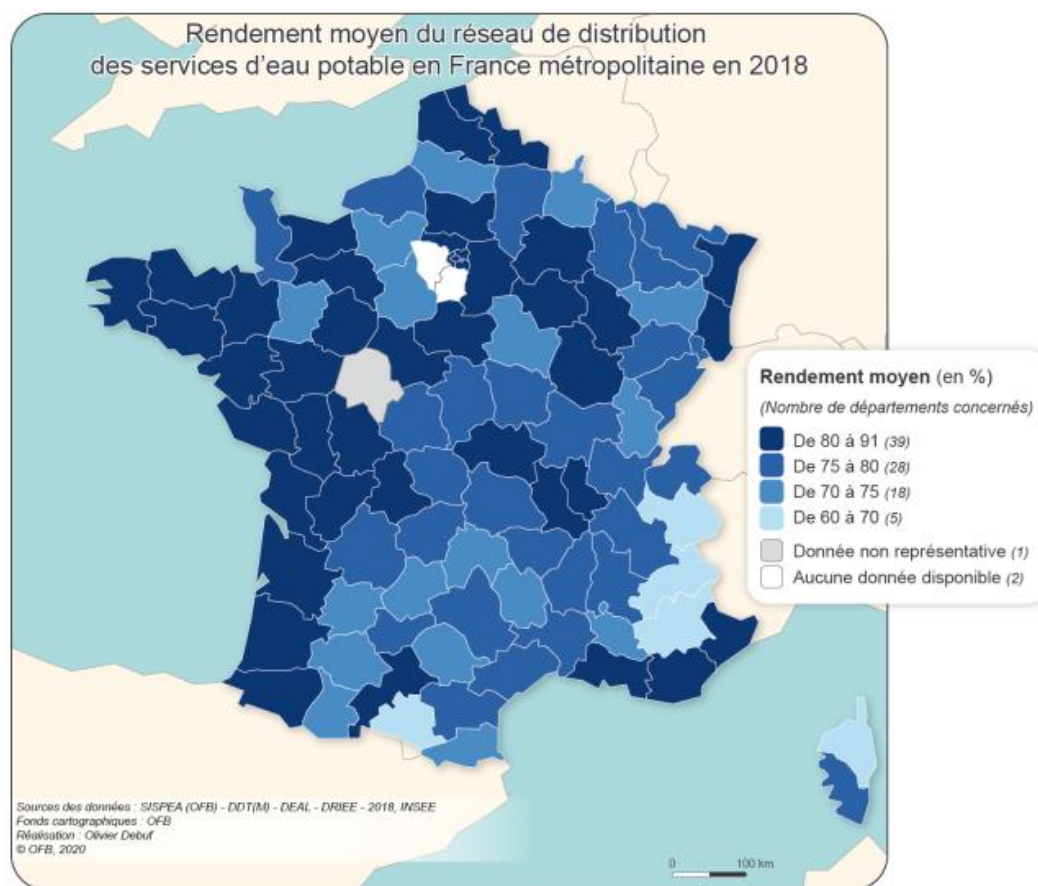 Rendement moyen du réseau de distribution
des services d'eau potable en France métropolitaine en 2018
Rendement moyen (en %)
(Nombre de départements concernés)
De 80 à 91 (39)
De 75 à 80 (28)
De 70 à 75 (18)
De 60 à 70 (5)
Donnée non représentative (1)
Aucune donnée disponible (2)
Sources des données : SISPEA (OFB) - DDT(M) - DEAL - DRIEE - 2018, INSEE
Fonds cartographiques : OFB
Réalisation : Olivier Debuf
© OFB, 2020
0 100 km